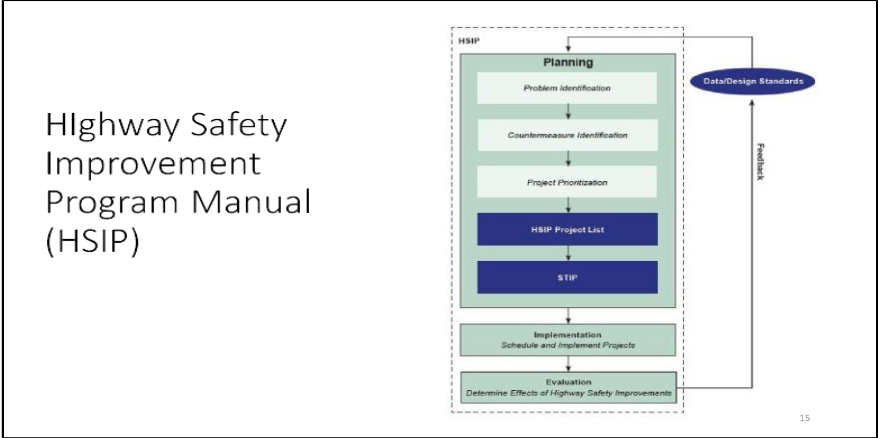 HIghway Safety
Improvement
Program Manual
(HSIP)
HSIP
Planning
Problem Identification
Countermeasure Identification
Project Prioritization
HSIP Project List
STIP
Implementation
Schedule and Implement Projects
Evaluation
Determine Effects of Highway Safety Improvements
Data/Design Standards
Feedback
15